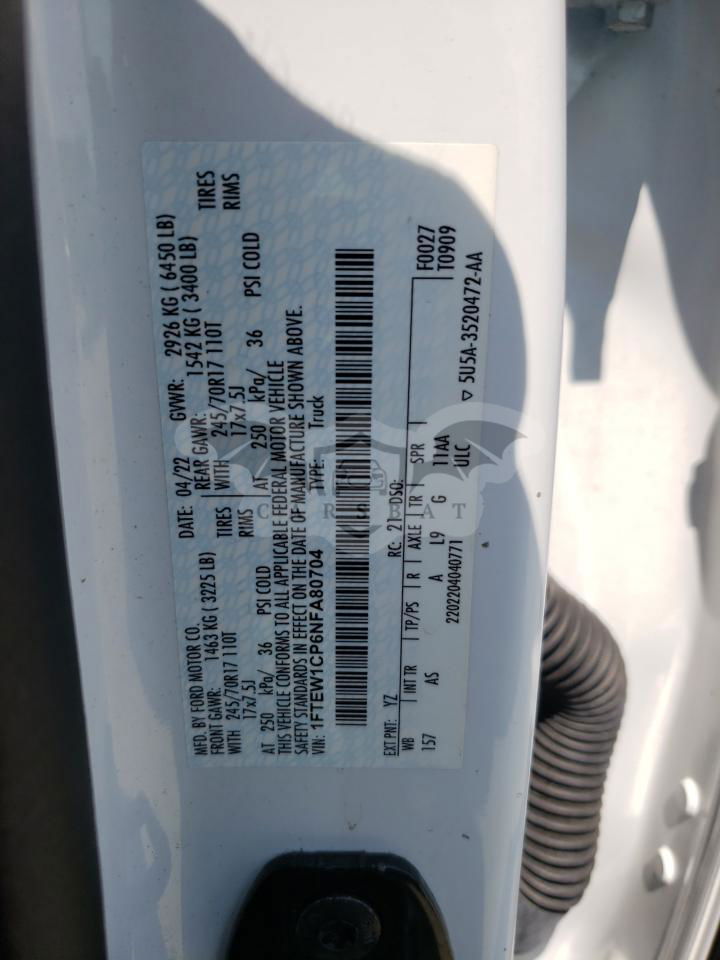 MFD. BY FORD MOTOR CO. DATE: 04/22 GVWR: 2926 KG ( 6450 LB)
FRONT GAWR: 1463 KG ( 3225 LB) REAR GAWR: 1542 KG ( 3400 LB)
WITH 245/70R17 110T TIRES WITH 245/70R17 110T TIRES
17x7.5J RIMS 17x7.5J RIMS
AT 250 kPa/ 36 PSI COLD AT 250 kPa/ 36 PSI COLD
THIS VEHICLE CONFORMS TO ALL APPLICABLE FEDERAL MOTOR VEHICLE
SAFETY STANDARDS IN EFFECT ON THE DATE OF MANUFACTURE SHOWN ABOVE.
VIN: 1FTEW1CP6NFA80704 TYPE: Truck
EXT PNT: YZ RC: 21 DSO: F0027
WB INT TR TP/PS R AXLE TR SPR T0909
157 AS A L9 G 11AA
2202204040771 ULC
▽ 5U5A-3520472-AA
CARSBAT